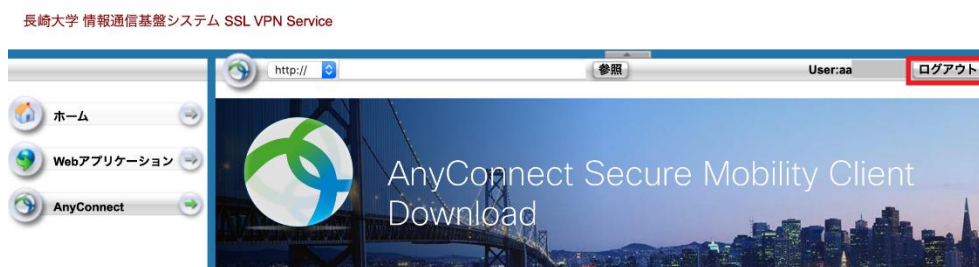 長崎大学 情報通信基盤システム SSL VPN Service
http:// 参照 User:aa ログアウト
ホーム
Webアプリケーション
AnyConnect
AnyConnect Secure Mobility Client
Download